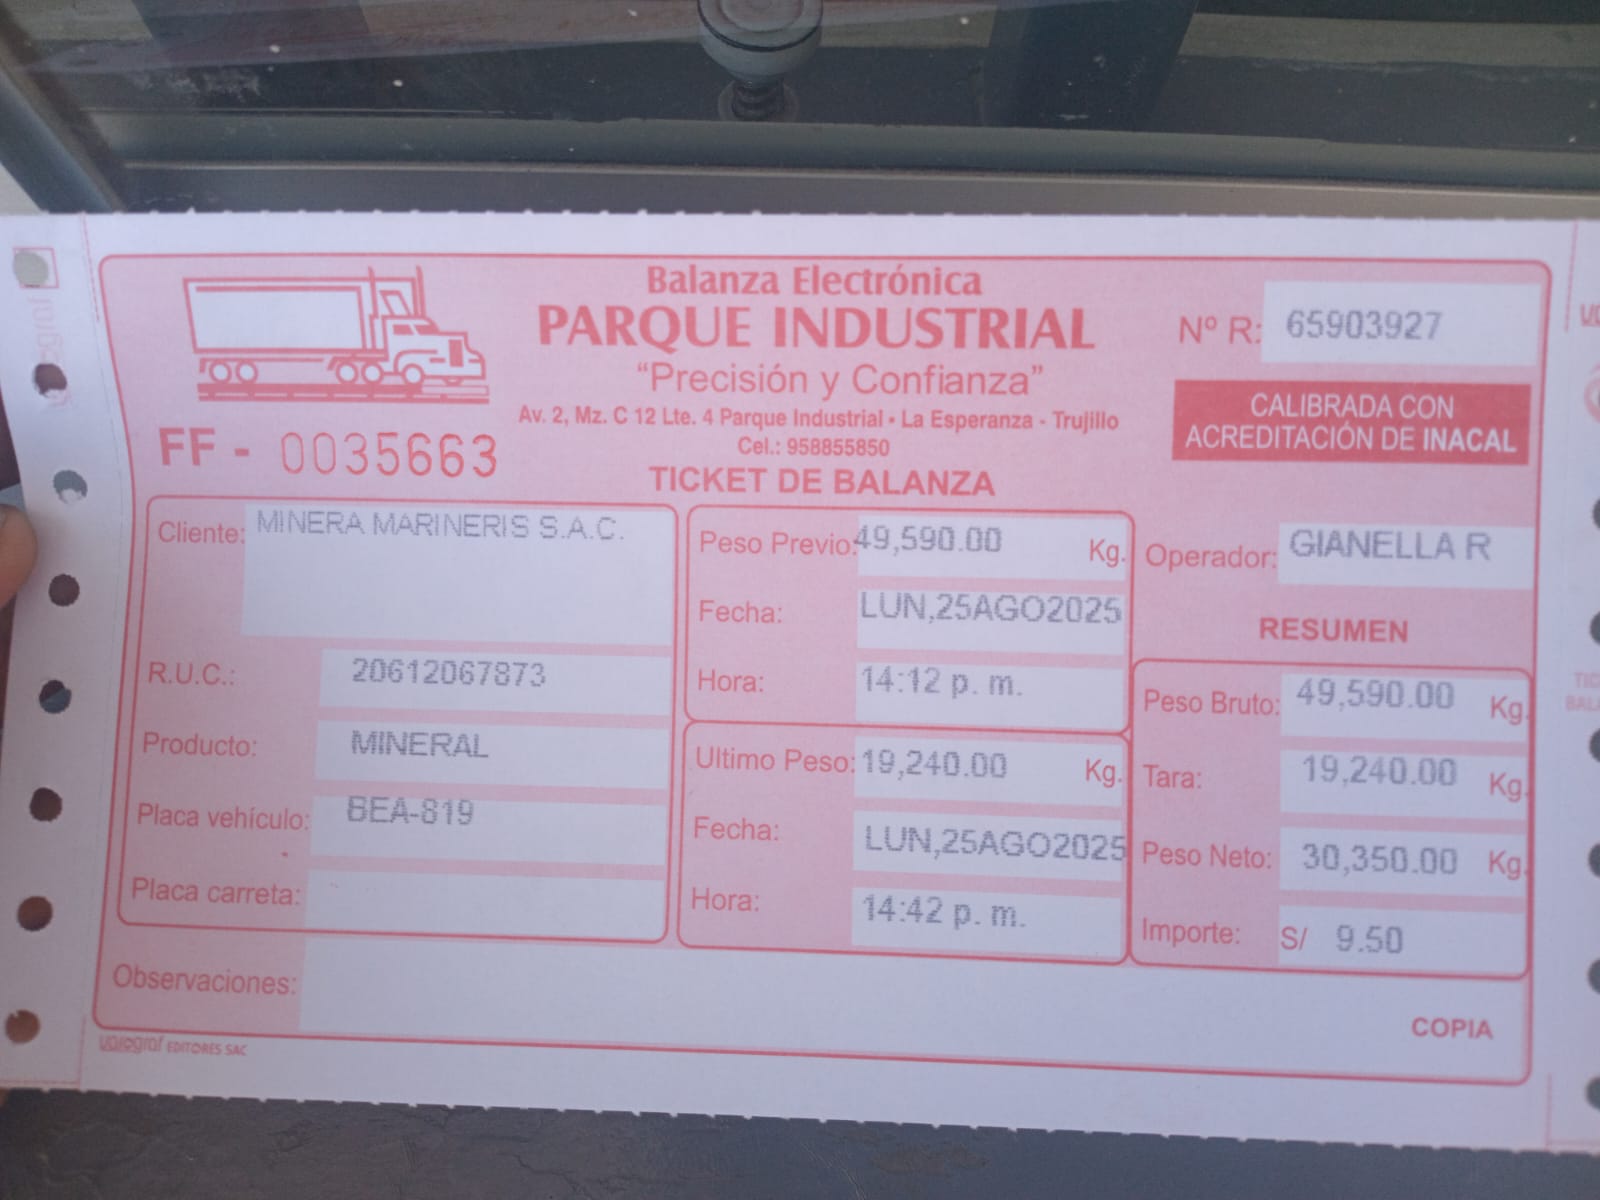 Balanza Electrónica
PARQUE INDUSTRIAL
"Precisión y Confianza"
Av. 2, Mz. C 12 Lte. 4 Parque Industrial • La Esperanza - Trujillo
Cel.: 958855850
TICKET DE BALANZA
FF - 0035663
Nº R: 65903927
CALIBRADA CON
ACREDITACIÓN DE INACAL
Cliente: MINERA MARINERIS S.A.C.
R.U.C.: 20612067873
Producto: MINERAL
Placa vehículo: BEA-819
Placa carreta:
Observaciones:
Peso Previo: 49,590.00 Kg.
Fecha: LUN,25AGO2025
Hora: 14:12 p. m.
Ultimo Peso: 19,240.00 Kg.
Fecha: LUN,25AGO2025
Hora: 14:42 p. m.
Operador: GIANELLA R
RESUMEN
Peso Bruto: 49,590.00 Kg.
Tara: 19,240.00 Kg.
Peso Neto: 30,350.00 Kg.
Importe: S/ 9.50
COPIA
EDITORES SAC